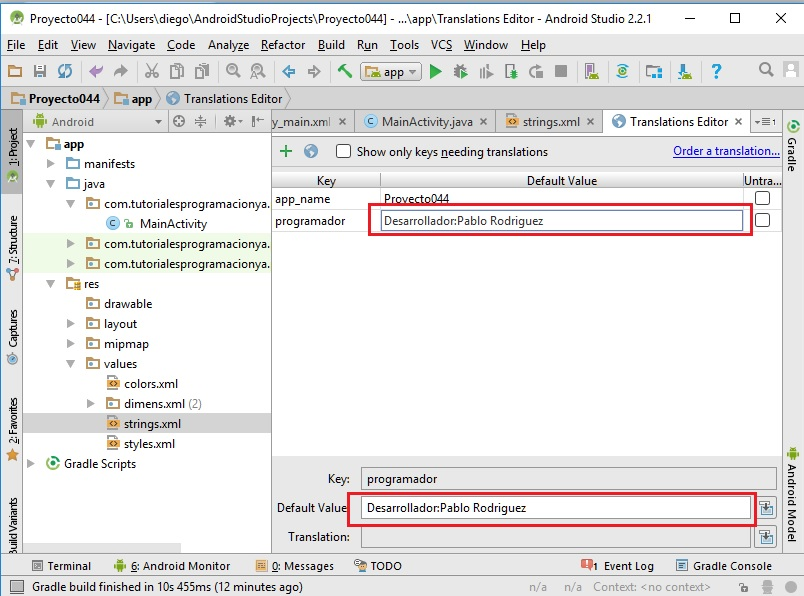 Proyecto044 - [C:\Users\diego\AndroidStudioProjects\Proyecto044] - ...\app\Translations Editor - Android Studio 2.2.1
File Edit View Navigate Code Analyze Refactor Build Run Tools VCS Window Help
app
Proyecto044 app Translations Editor
Android
y_main.xml MainActivity.java strings.xml Translations Editor
1: Project
7: Structure
Captures
2: Favorites
Build Variants
app
manifests
java
com.tutorialesprogramacionya.
MainActivity
com.tutorialesprogramacionya.
com.tutorialesprogramacionya.
res
drawable
layout
mipmap
values
colors.xml
dimens.xml (2)
strings.xml
styles.xml
Gradle Scripts
Show only keys needing translations Order a translation...
Key Default Value Untra...
app_name Proyecto044
programador Desarrollador:Pablo Rodriguez
Key: programador
Default Value Desarrollador:Pablo Rodriguez
Translation:
Gradle
Android Model
Terminal 6: Android Monitor 0: Messages TODO 1 Event Log Gradle Console
Gradle build finished in 10s 455ms (12 minutes ago) n/a n/a Context: <no context>